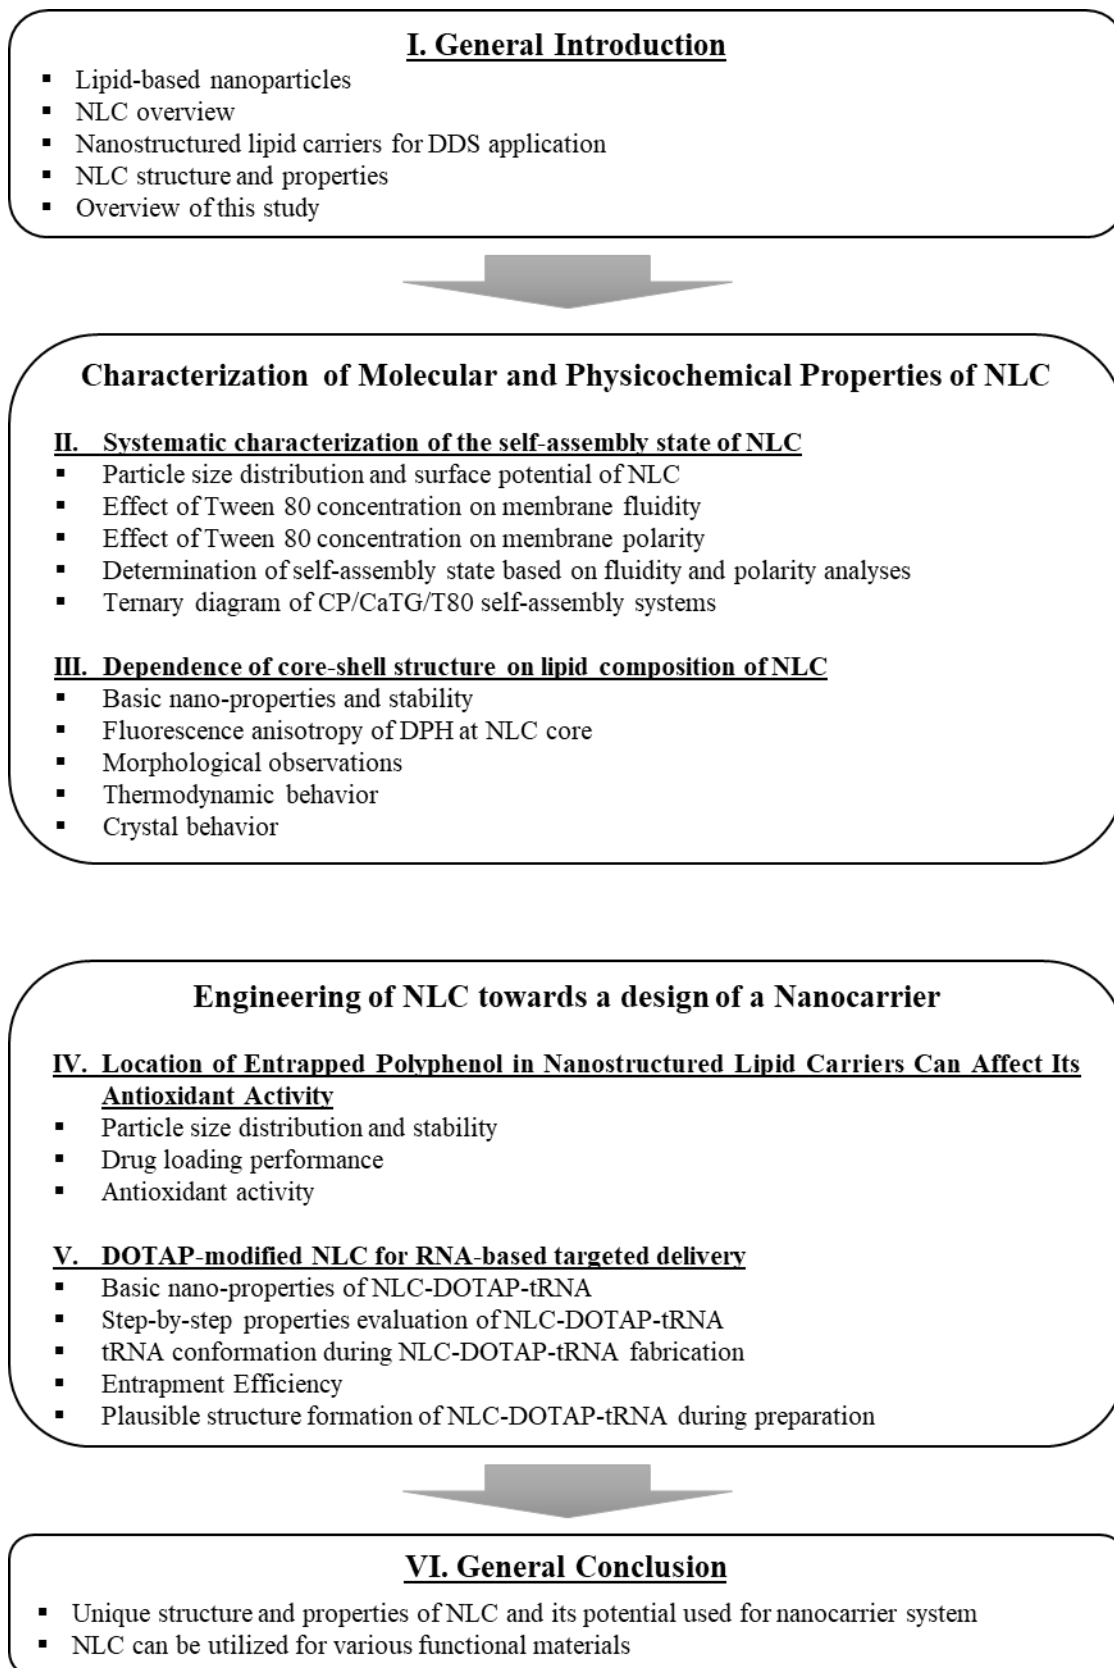 I. General Introduction
▪ Lipid-based nanoparticles
▪ NLC overview
▪ Nanostructured lipid carriers for DDS application
▪ NLC structure and properties
▪ Overview of this study
Characterization of Molecular and Physicochemical Properties of NLC
II. Systematic characterization of the self-assembly state of NLC
▪ Particle size distribution and surface potential of NLC
▪ Effect of Tween 80 concentration on membrane fluidity
▪ Effect of Tween 80 concentration on membrane polarity
▪ Determination of self-assembly state based on fluidity and polarity analyses
▪ Ternary diagram of CP/CaTG/T80 self-assembly systems
III. Dependence of core-shell structure on lipid composition of NLC
▪ Basic nano-properties and stability
▪ Fluorescence anisotropy of DPH at NLC core
▪ Morphological observations
▪ Thermodynamic behavior
▪ Crystal behavior
Engineering of NLC towards a design of a Nanocarrier
IV. Location of Entrapped Polyphenol in Nanostructured Lipid Carriers Can Affect Its
Antioxidant Activity
▪ Particle size distribution and stability
▪ Drug loading performance
▪ Antioxidant activity
V. DOTAP-modified NLC for RNA-based targeted delivery
▪ Basic nano-properties of NLC-DOTAP-tRNA
▪ Step-by-step properties evaluation of NLC-DOTAP-tRNA
▪ tRNA conformation during NLC-DOTAP-tRNA fabrication
▪ Entrapment Efficiency
▪ Plausible structure formation of NLC-DOTAP-tRNA during preparation
VI. General Conclusion
▪ Unique structure and properties of NLC and its potential used for nanocarrier system
▪ NLC can be utilized for various functional materials